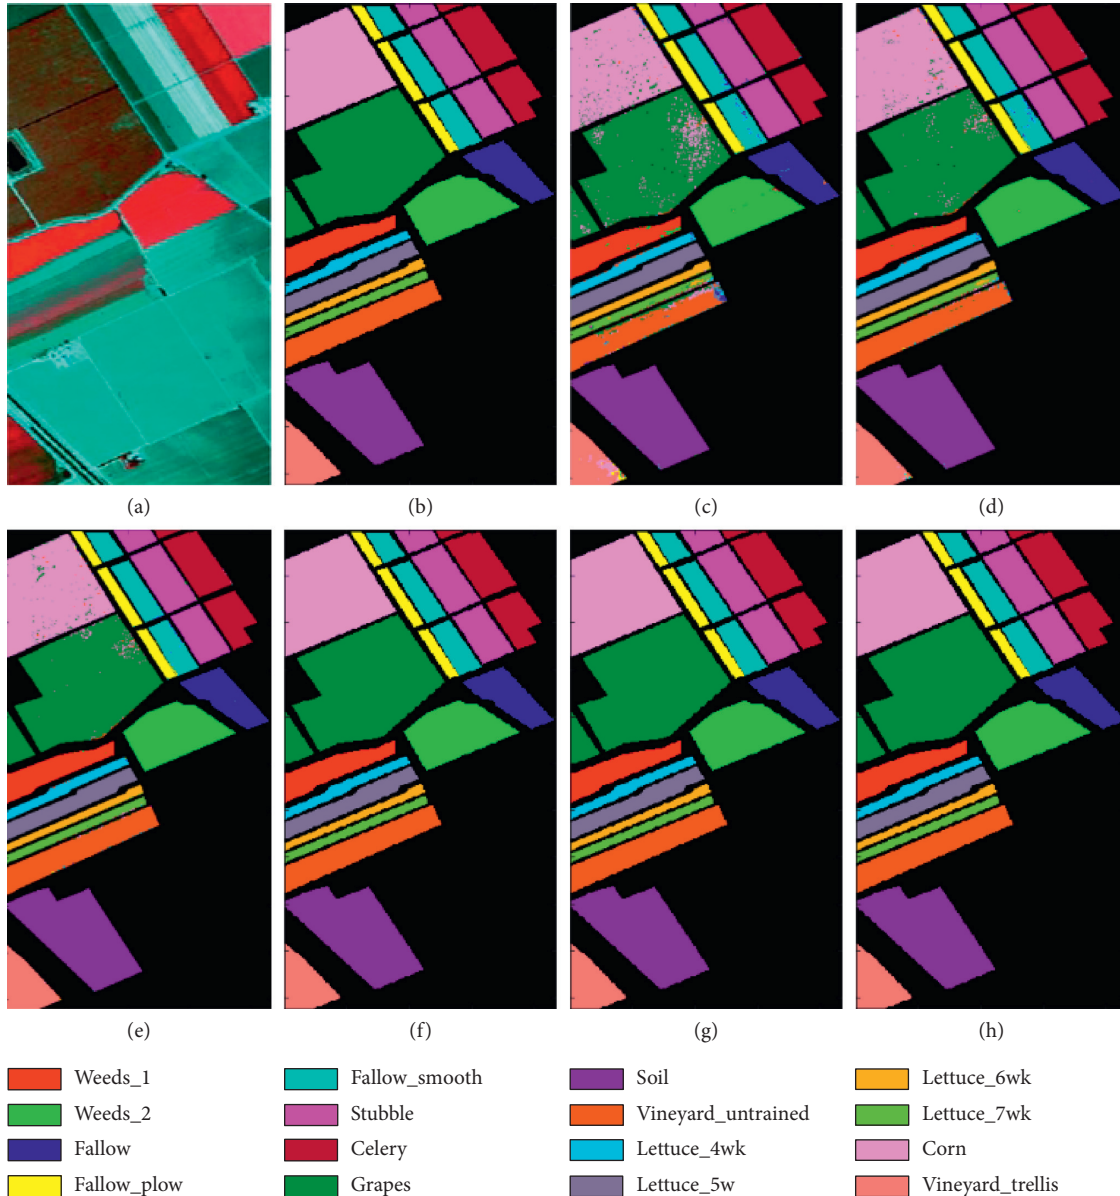 (a)
(b)
(c)
(d)
(e)
(f)
(g)
(h)
Weeds_1
Weeds_2
Fallow
Fallow_plow
Fallow_smooth
Stubble
Celery
Grapes
Soil
Vineyard_untrained
Lettuce_4wk
Lettuce_5w
Lettuce_6wk
Lettuce_7wk
Corn
Vineyard_trellis